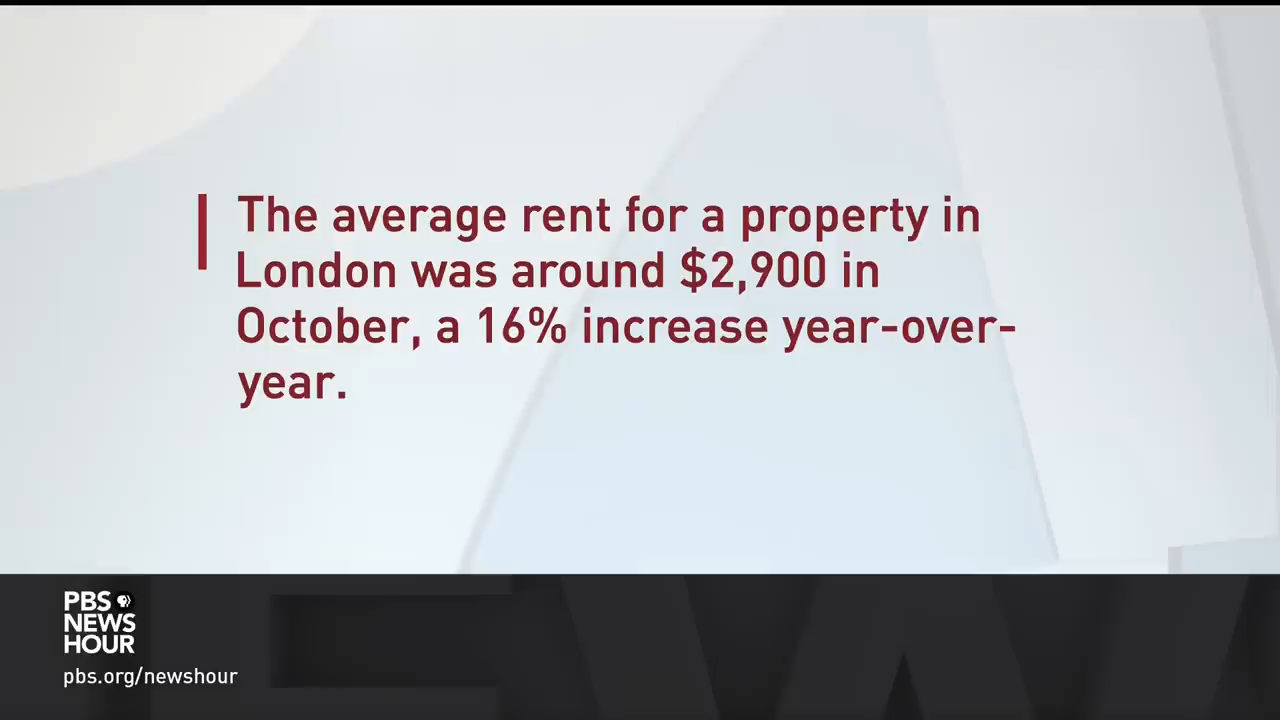 The average rent for a property in
London was around $2,900 in
October, a 16% increase year-over-
year.
PBS
NEWS
HOUR
pbs.org/newshour